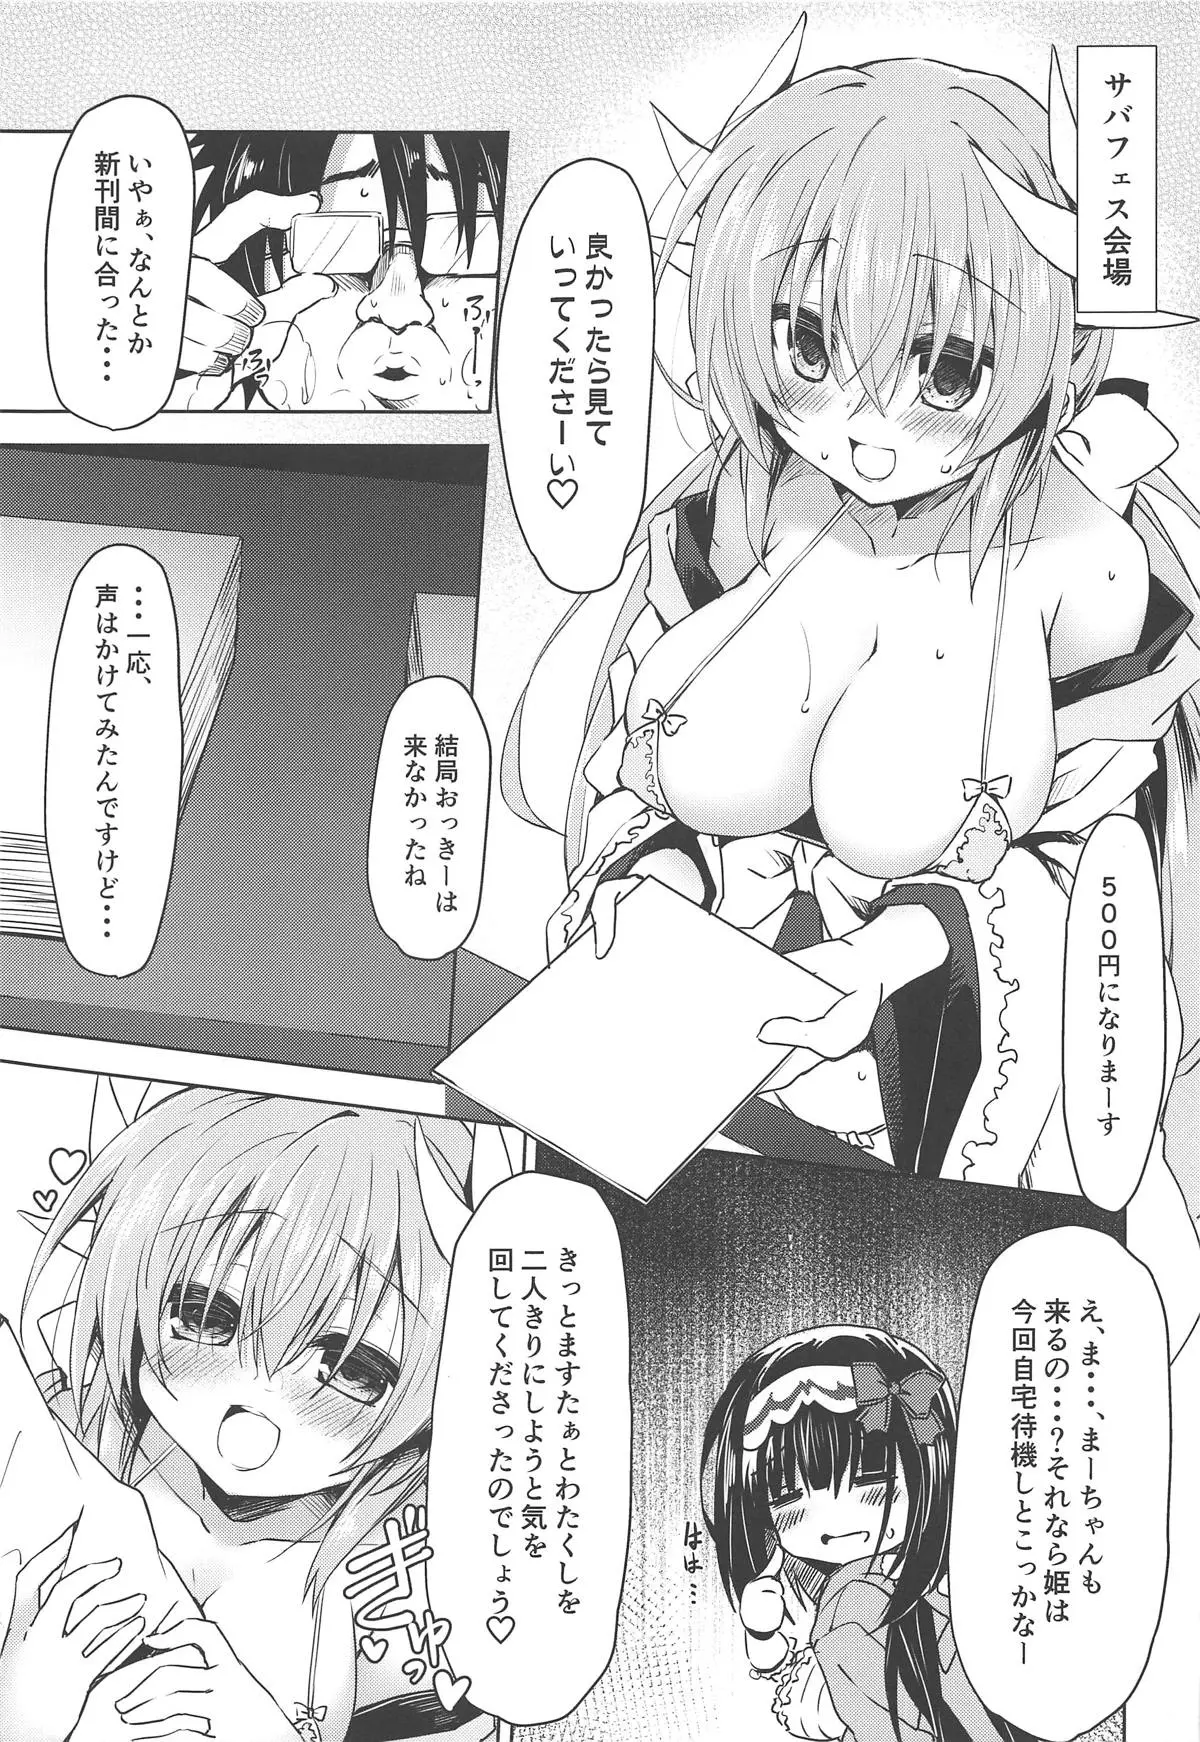 サバフェス会場
良かったら見て
いってくださーい♡
500円になりまーす
いやぁ、なんとか
新刊間に合った・・・
ふぅー
ふっ
結局おっきーは
来なかったね
・・・一応、
声はかけてみたんですけど・・・
え、ま・・・、まーちゃんも
来るの・・・?それなら姫は
今回自宅待機しとこっかなー
はは…
きっとますたぁとわたくしを
二人きりにしようと気を
回してくださったのでしょう♡
ぎゅっ